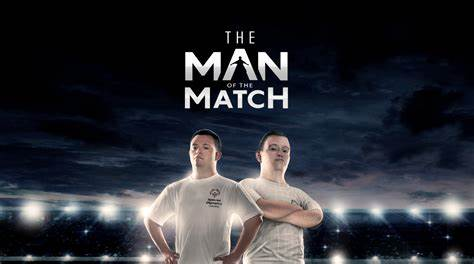 THE
MAN
OF THE
MATCH